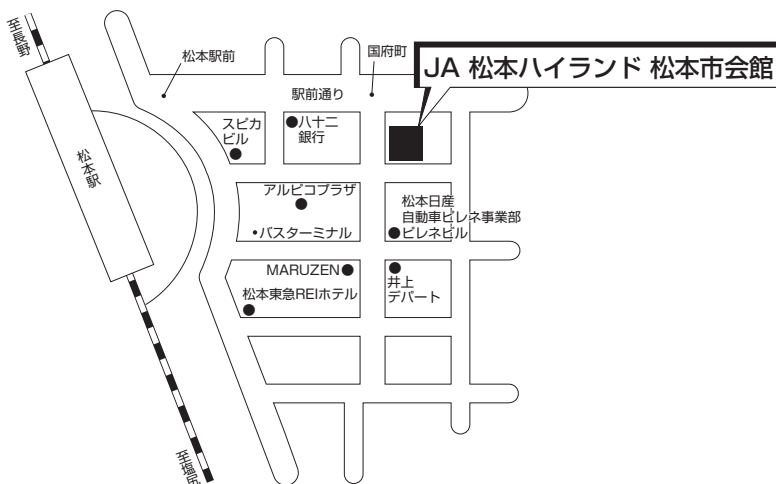 至長野
松本駅前
国府町
JA 松本ハイランド 松本市会館
駅前通り
スピカ
ビル
八十二
銀行
松本駅
アルピコプラザ
バスターミナル
松本日産
自動車ピレネ事業部
ピレネビル
MARUZEN
松本東急REIホテル
井上
デパート
至塩尻